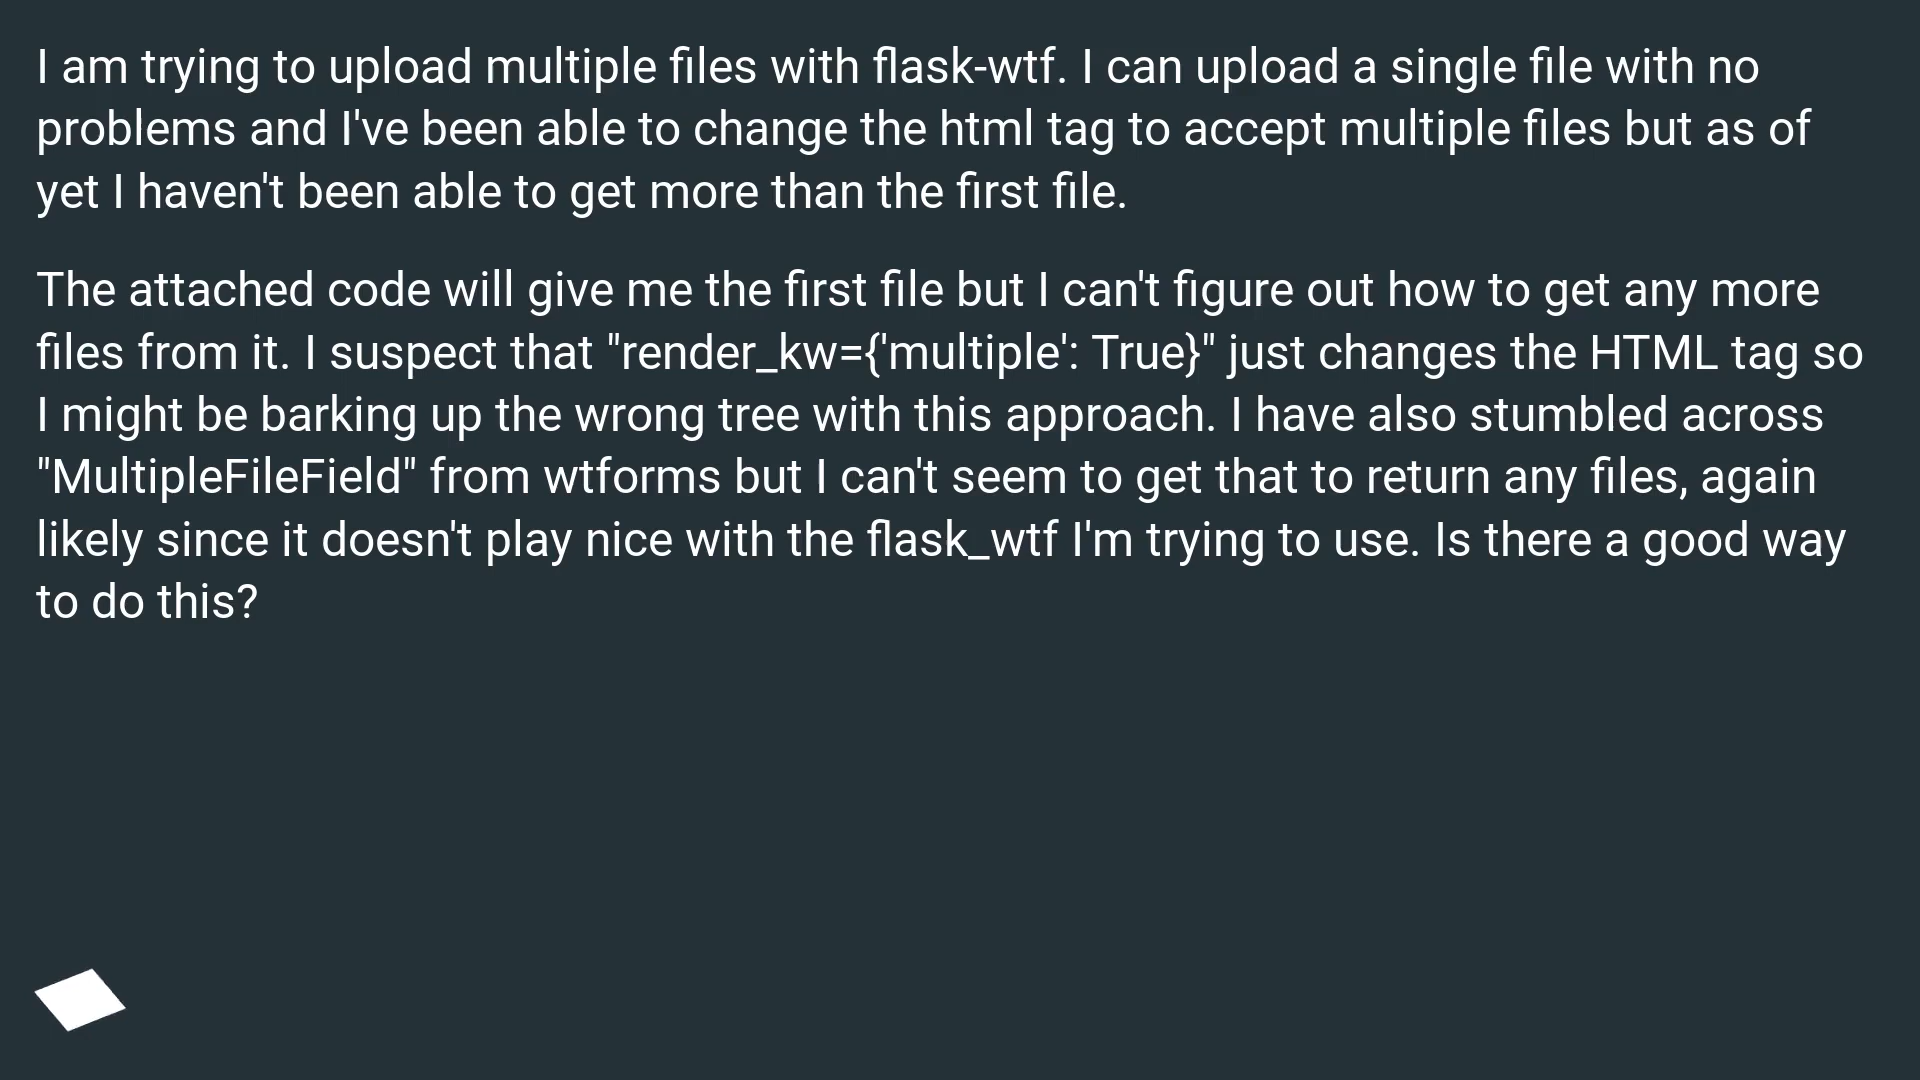 I am trying to upload multiple files with flask-wtf. I can upload a single file with no
problems and I've been able to change the html tag to accept multiple files but as of
yet I haven't been able to get more than the first file.
The attached code will give me the first file but I can't figure out how to get any more
files from it. I suspect that "render_kw={'multiple': True}" just changes the HTML tag so
I might be barking up the wrong tree with this approach. I have also stumbled across
"MultipleFileField" from wtforms but I can't seem to get that to return any files, again
likely since it doesn't play nice with the flask_wtf I'm trying to use. Is there a good way
to do this?